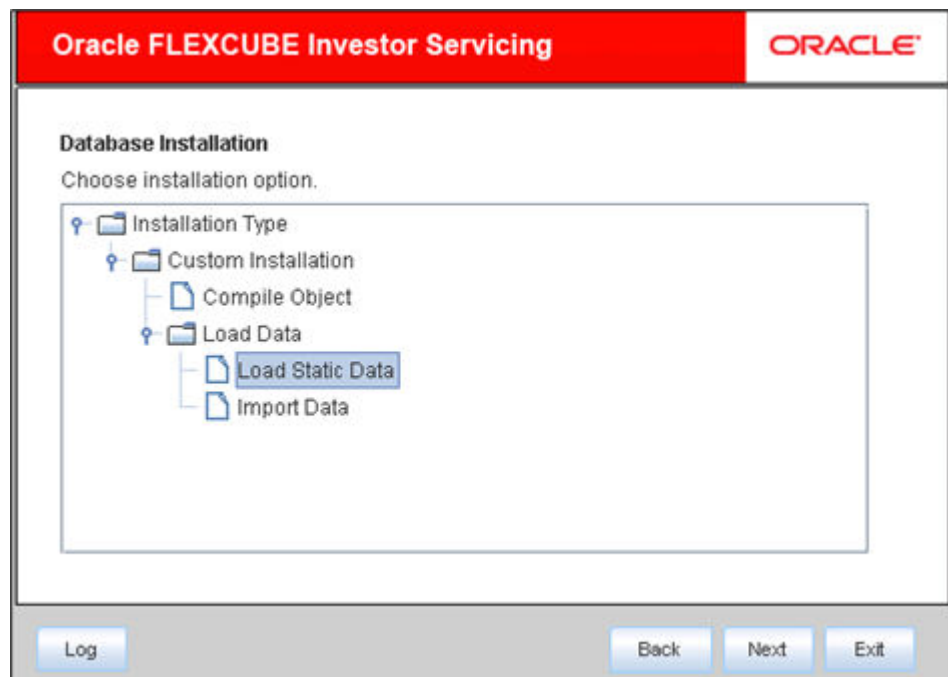 Oracle FLEXCUBE Investor Servicing
ORACLE
Database Installation
Choose installation option.
Installation Type
Custom Installation
Compile Object
Load Data
Load Static Data
Import Data
Log
Back
Next
Exit